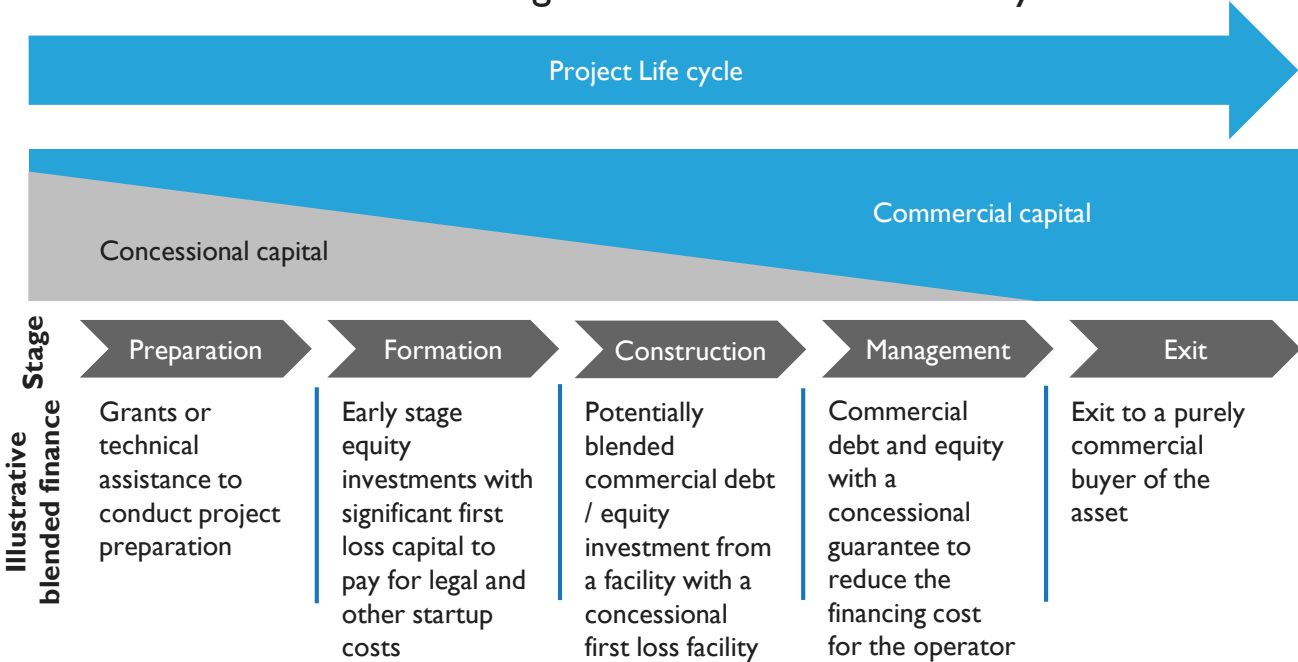 Project Life cycle
Commercial capital
Concessional capital
Stage
Preparation
Formation
Construction
Management
Exit
Illustrative
blended finance
Grants or
technical
assistance to
conduct project
preparation
Early stage
equity
investments with
significant first
loss capital to
pay for legal and
other startup
costs
Potentially
blended
commercial debt
/ equity
investment from
a facility with a
concessional
first loss facility
Commercial
debt and equity
with a
concessional
guarantee to
reduce the
financing cost
for the operator
Exit to a purely
commercial
buyer of the
asset